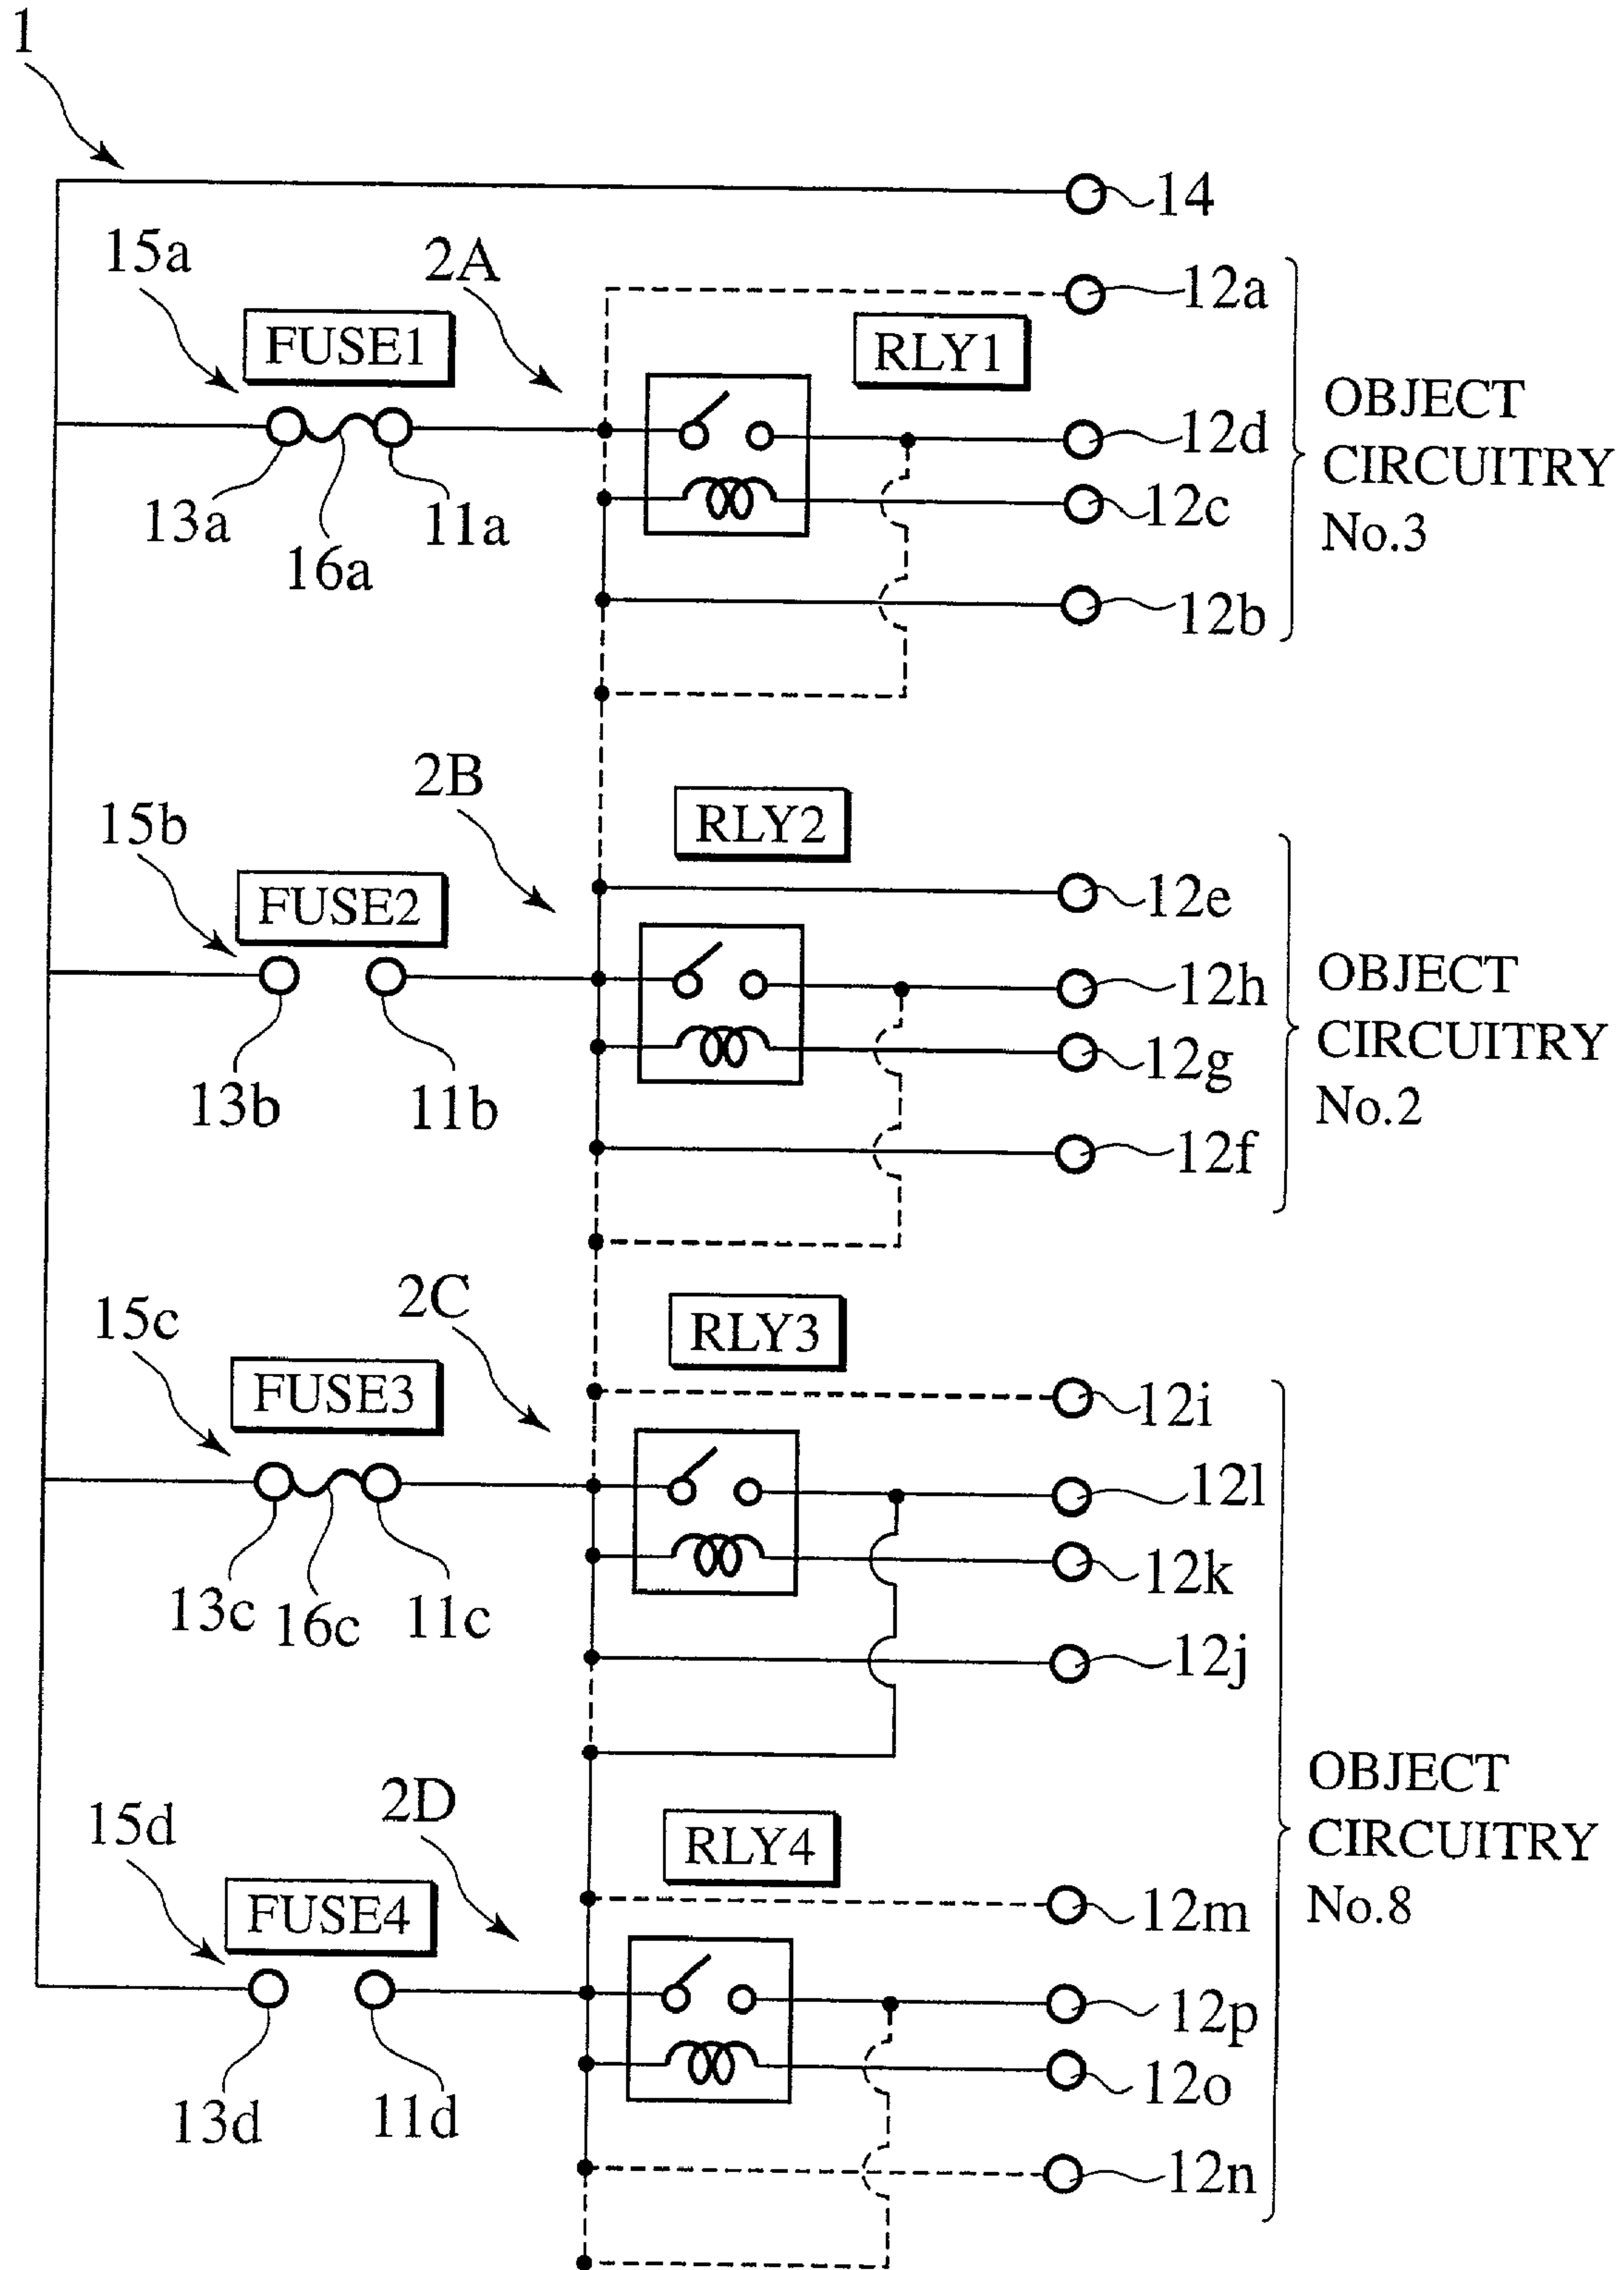 1
14
15a
2A
12a
FUSE1
RLY1
OBJECT
CIRCUITRY
No.3
12d
12c
13a
16a
11a
12b
2B
RLY2
15b
FUSE2
12e
12h
OBJECT
CIRCUITRY
No.2
12g
13b
11b
12f
2C
RLY3
15c
FUSE3
12i
12l
12k
13c
16c
11c
12j
OBJECT
CIRCUITRY
No.8
2D
RLY4
15d
FUSE4
12m
12p
12o
13d
11d
12n